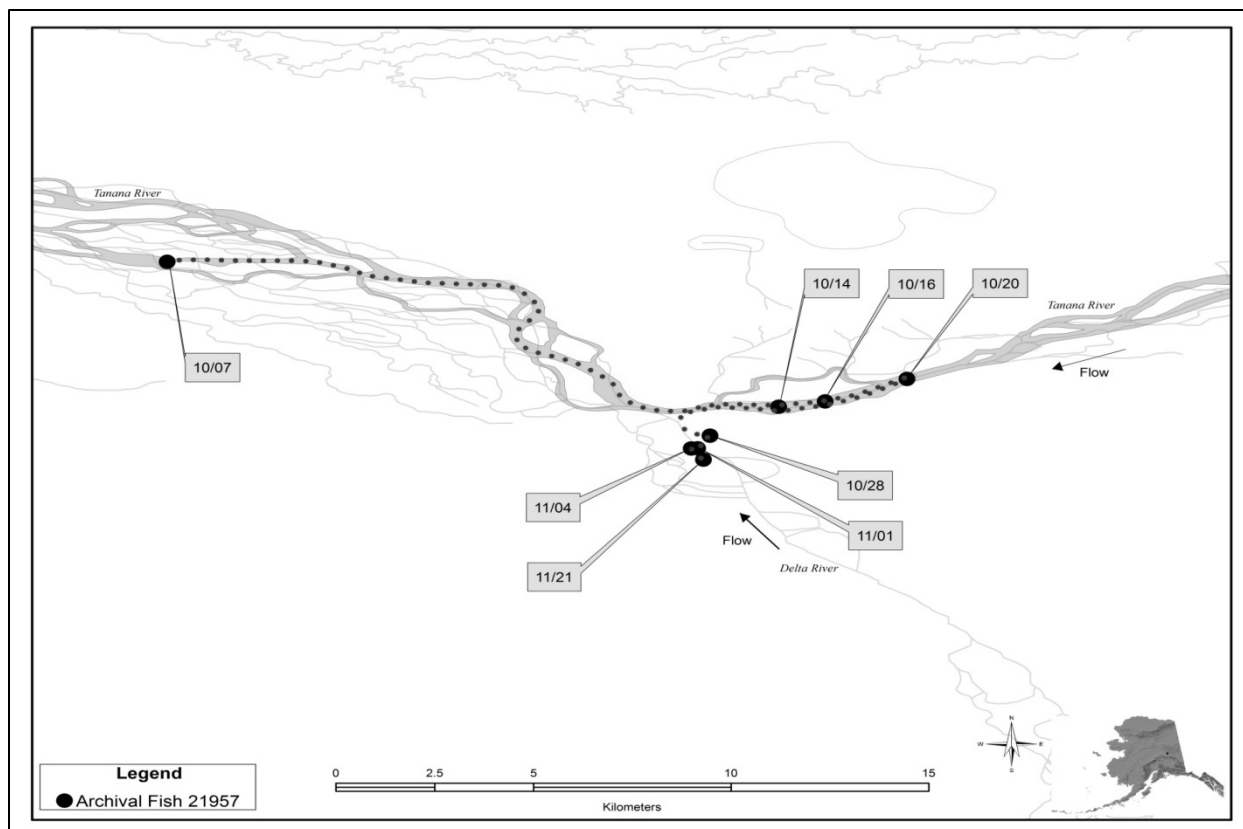 Tanana River
10/14
10/16
10/20
Tanana River
Flow
10/07
10/28
11/04
11/01
Flow
11/21
Delta River
N
W E
S
Legend
Archival Fish 21957
0 2.5 5 10 15
Kilometers